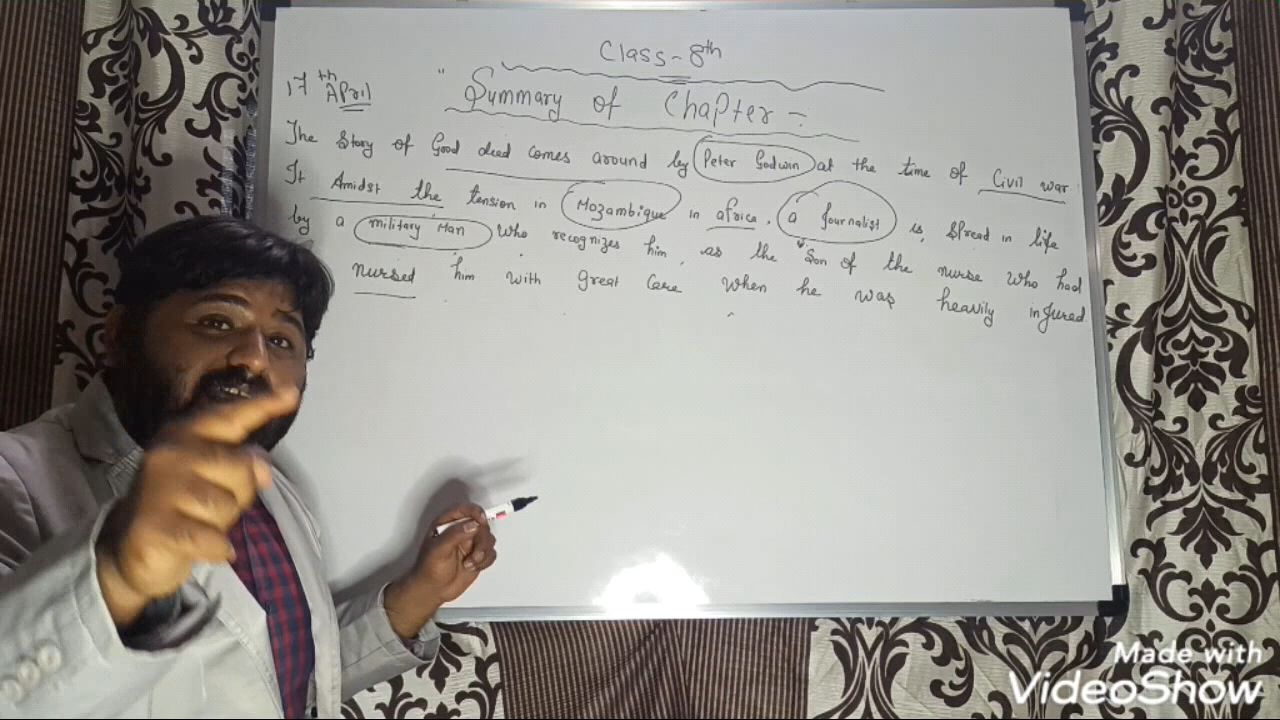 Class-8th
17th April
"Summary of Chapter:-
The Story of Good deed comes around by Peter Godwin at the time of Civil war.
It Amidst the tension in Mozambique in africa, a Journalist is spread in life
by a military Man who recognizes him, as the son of the nurse who had
nursed him with great care when he was heavily injured.
Made with
VideoShow